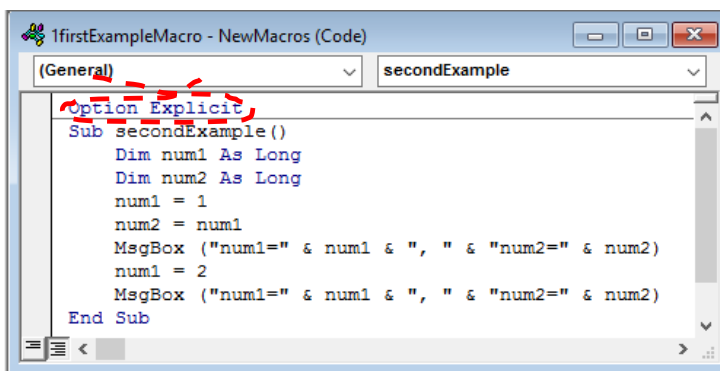 1firstExampleMacro - NewMacros (Code)
(General) secondExample
Option Explicit
Sub secondExample()
Dim num1 As Long
Dim num2 As Long
num1 = 1
num2 = num1
MsgBox ("num1=" & num1 & ", " & "num2=" & num2)
num1 = 2
MsgBox ("num1=" & num1 & ", " & "num2=" & num2)
End Sub